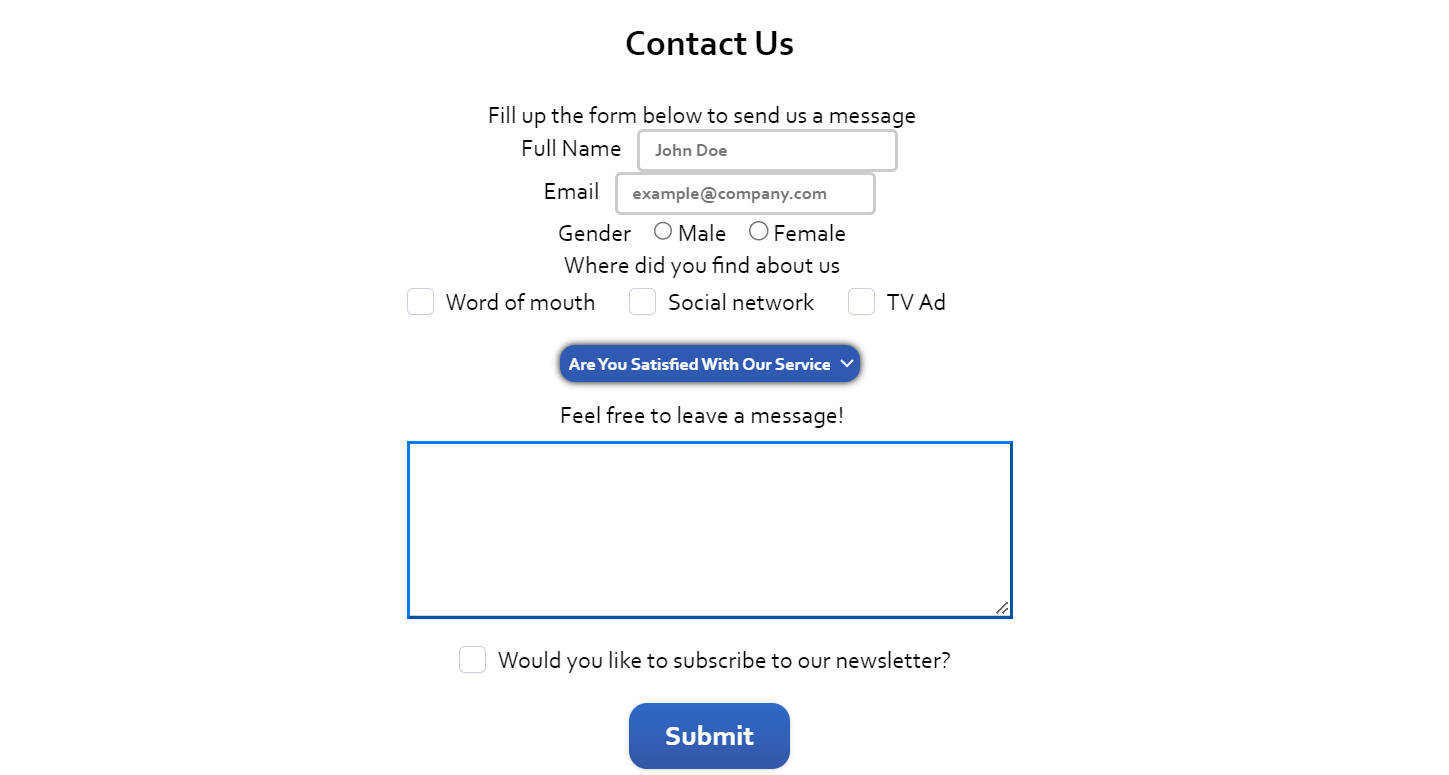 Contact Us
Fill up the form below to send us a message
Full Name John Doe
Email example@company.com
Gender Male Female
Where did you find about us
Word of mouth Social network TV Ad
Are You Satisfied With Our Service
Feel free to leave a message!
Would you like to subscribe to our newsletter?
Submit